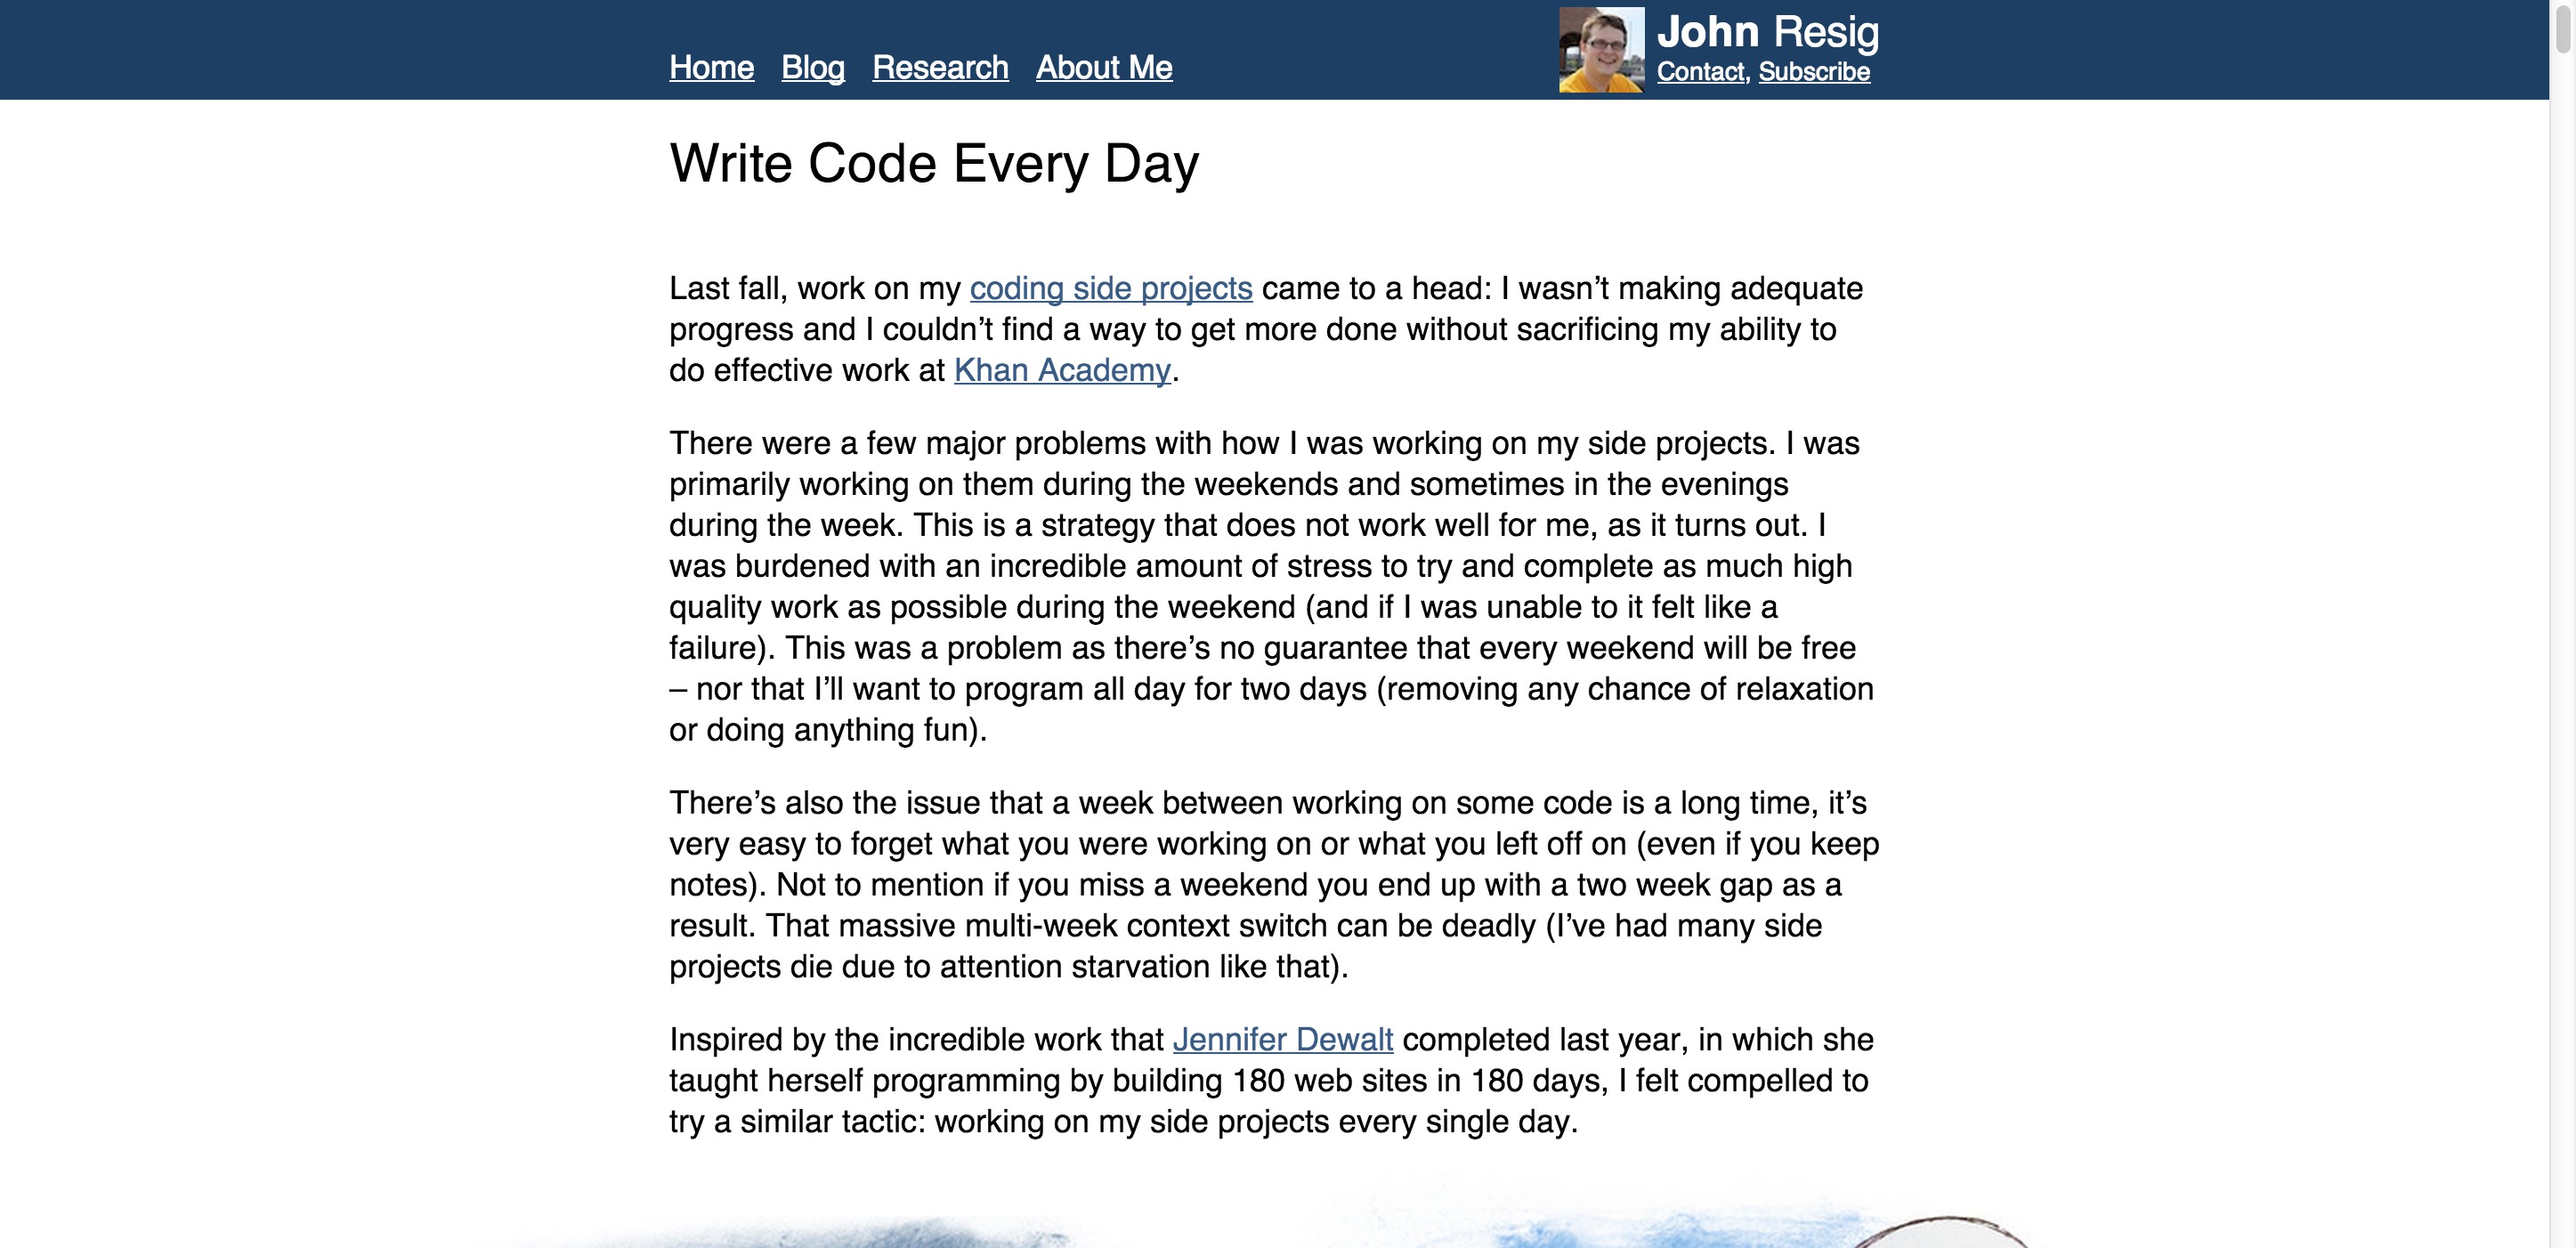 Home Blog Research About Me
John Resig
Contact, Subscribe
Write Code Every Day
Last fall, work on my coding side projects came to a head: I wasn’t making adequate
progress and I couldn’t find a way to get more done without sacrificing my ability to
do effective work at Khan Academy.
There were a few major problems with how I was working on my side projects. I was
primarily working on them during the weekends and sometimes in the evenings
during the week. This is a strategy that does not work well for me, as it turns out. I
was burdened with an incredible amount of stress to try and complete as much high
quality work as possible during the weekend (and if I was unable to it felt like a
failure). This was a problem as there’s no guarantee that every weekend will be free
– nor that I’ll want to program all day for two days (removing any chance of relaxation
or doing anything fun).
There’s also the issue that a week between working on some code is a long time, it’s
very easy to forget what you were working on or what you left off on (even if you keep
notes). Not to mention if you miss a weekend you end up with a two week gap as a
result. That massive multi-week context switch can be deadly (I’ve had many side
projects die due to attention starvation like that).
Inspired by the incredible work that Jennifer Dewalt completed last year, in which she
taught herself programming by building 180 web sites in 180 days, I felt compelled to
try a similar tactic: working on my side projects every single day.